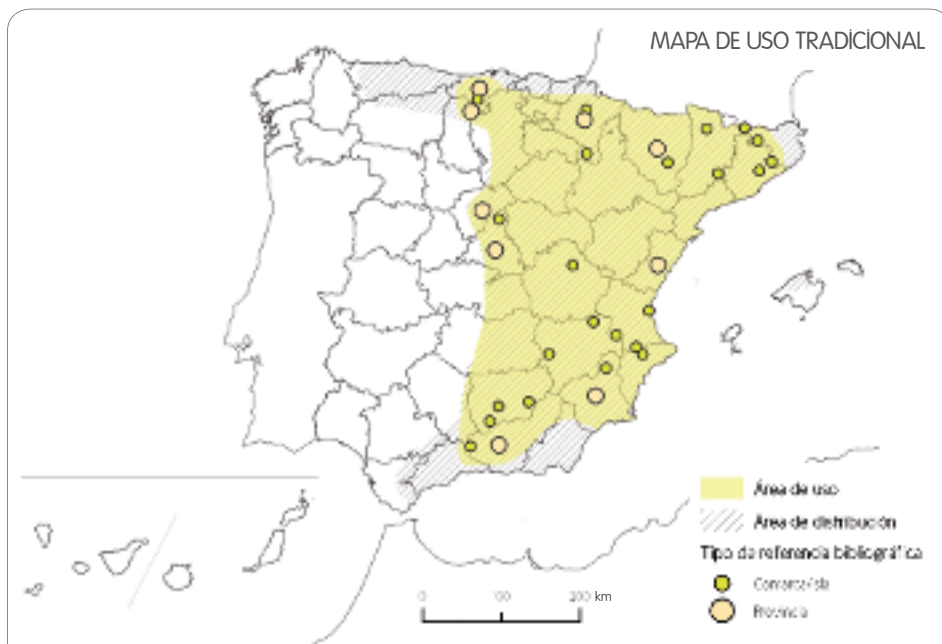 MAPA DE USO TRADICIONAL
Área de uso
Área de distribución
Tipo de referencia bibliográfica
Comarca/isla
Provincia
0 100 200 km